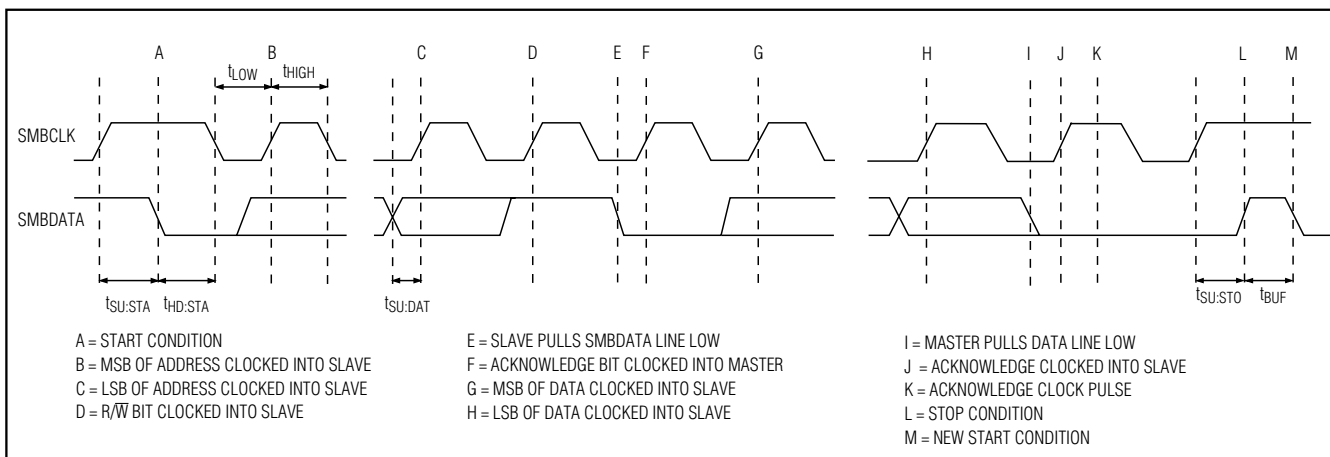 A B C D E F G H I J K L M
tLOW tHIGH
SMBCLK
SMBDATA
tSU:STA tHD:STA tSU:DAT tSU:STO tBUF
A = START CONDITION
B = MSB OF ADDRESS CLOCKED INTO SLAVE
C = LSB OF ADDRESS CLOCKED INTO SLAVE
D = R/W̅ BIT CLOCKED INTO SLAVE
E = SLAVE PULLS SMBDATA LINE LOW
F = ACKNOWLEDGE BIT CLOCKED INTO MASTER
G = MSB OF DATA CLOCKED INTO SLAVE
H = LSB OF DATA CLOCKED INTO SLAVE
I = MASTER PULLS DATA LINE LOW
J = ACKNOWLEDGE CLOCKED INTO SLAVE
K = ACKNOWLEDGE CLOCK PULSE
L = STOP CONDITION
M = NEW START CONDITION